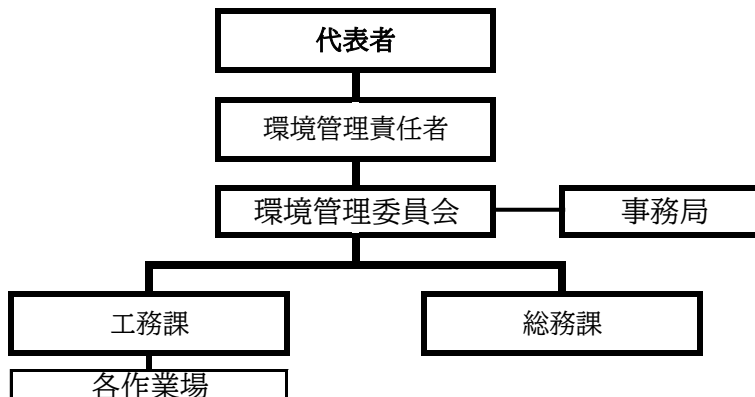 代表者
環境管理責任者
環境管理委員会
事務局
工務課
総務課
各作業場